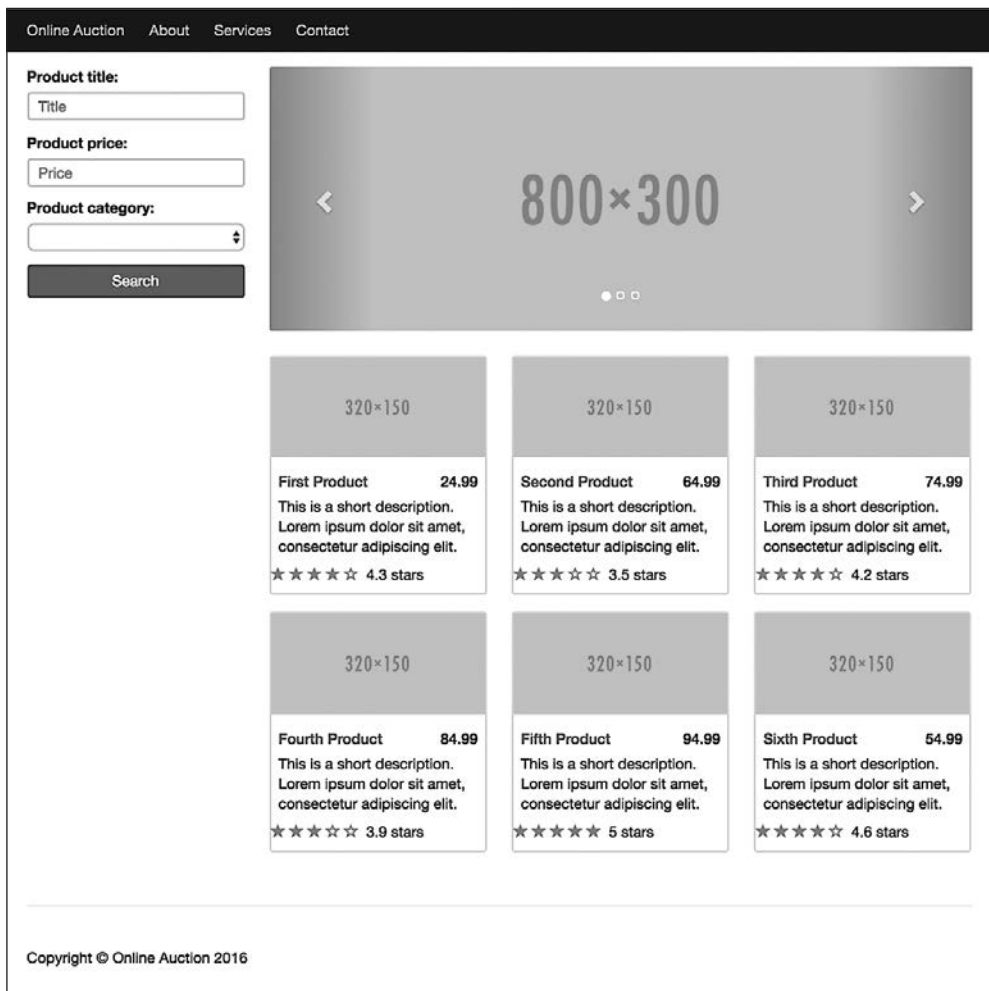 Online Auction About Services Contact
Product title:
Title
Product price:
Price
Product category:
Search
800×300
320×150
First Product 24.99
This is a short description.
Lorem ipsum dolor sit amet,
consectetur adipiscing elit.
4.3 stars
320×150
Second Product 64.99
This is a short description.
Lorem ipsum dolor sit amet,
consectetur adipiscing elit.
3.5 stars
320×150
Third Product 74.99
This is a short description.
Lorem ipsum dolor sit amet,
consectetur adipiscing elit.
4.2 stars
320×150
Fourth Product 84.99
This is a short description.
Lorem ipsum dolor sit amet,
consectetur adipiscing elit.
3.9 stars
320×150
Fifth Product 94.99
This is a short description.
Lorem ipsum dolor sit amet,
consectetur adipiscing elit.
5 stars
320×150
Sixth Product 54.99
This is a short description.
Lorem ipsum dolor sit amet,
consectetur adipiscing elit.
4.6 stars
Copyright © Online Auction 2016